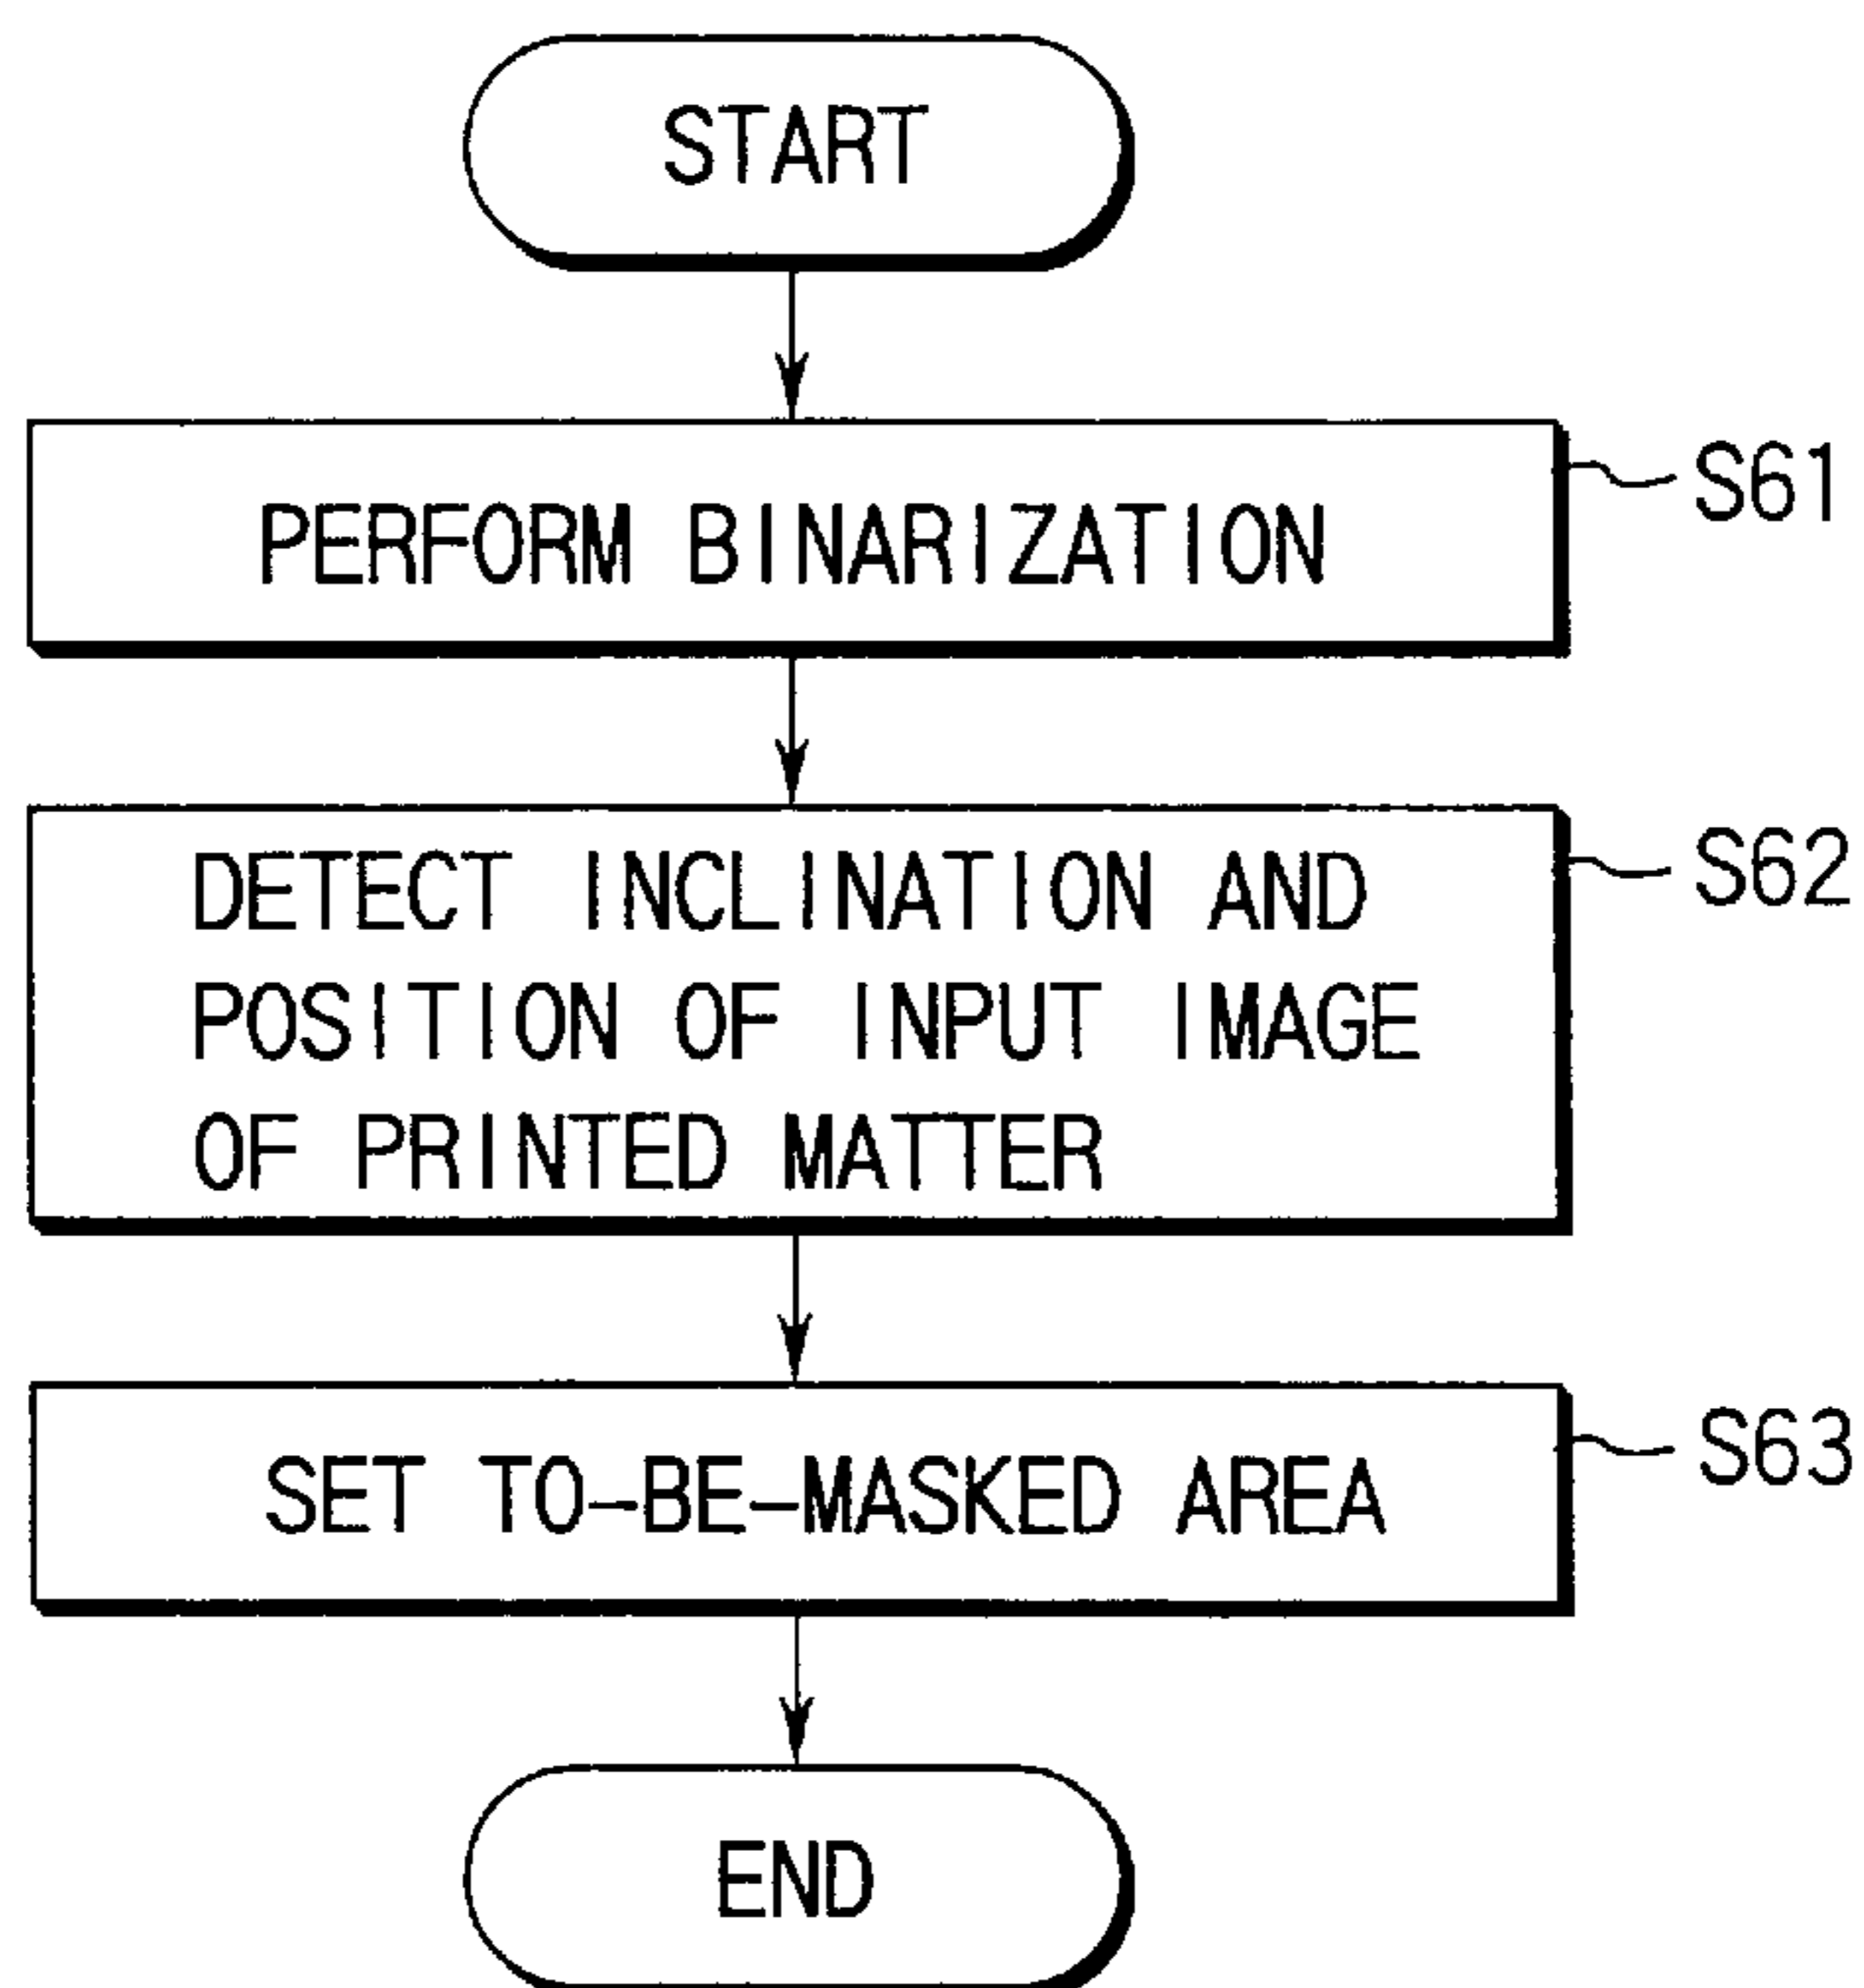 START
PERFORM BINARIZATION
S61
DETECT INCLINATION AND
POSITION OF INPUT IMAGE
OF PRINTED MATTER
S62
SET TO-BE-MASKED AREA
S63
END